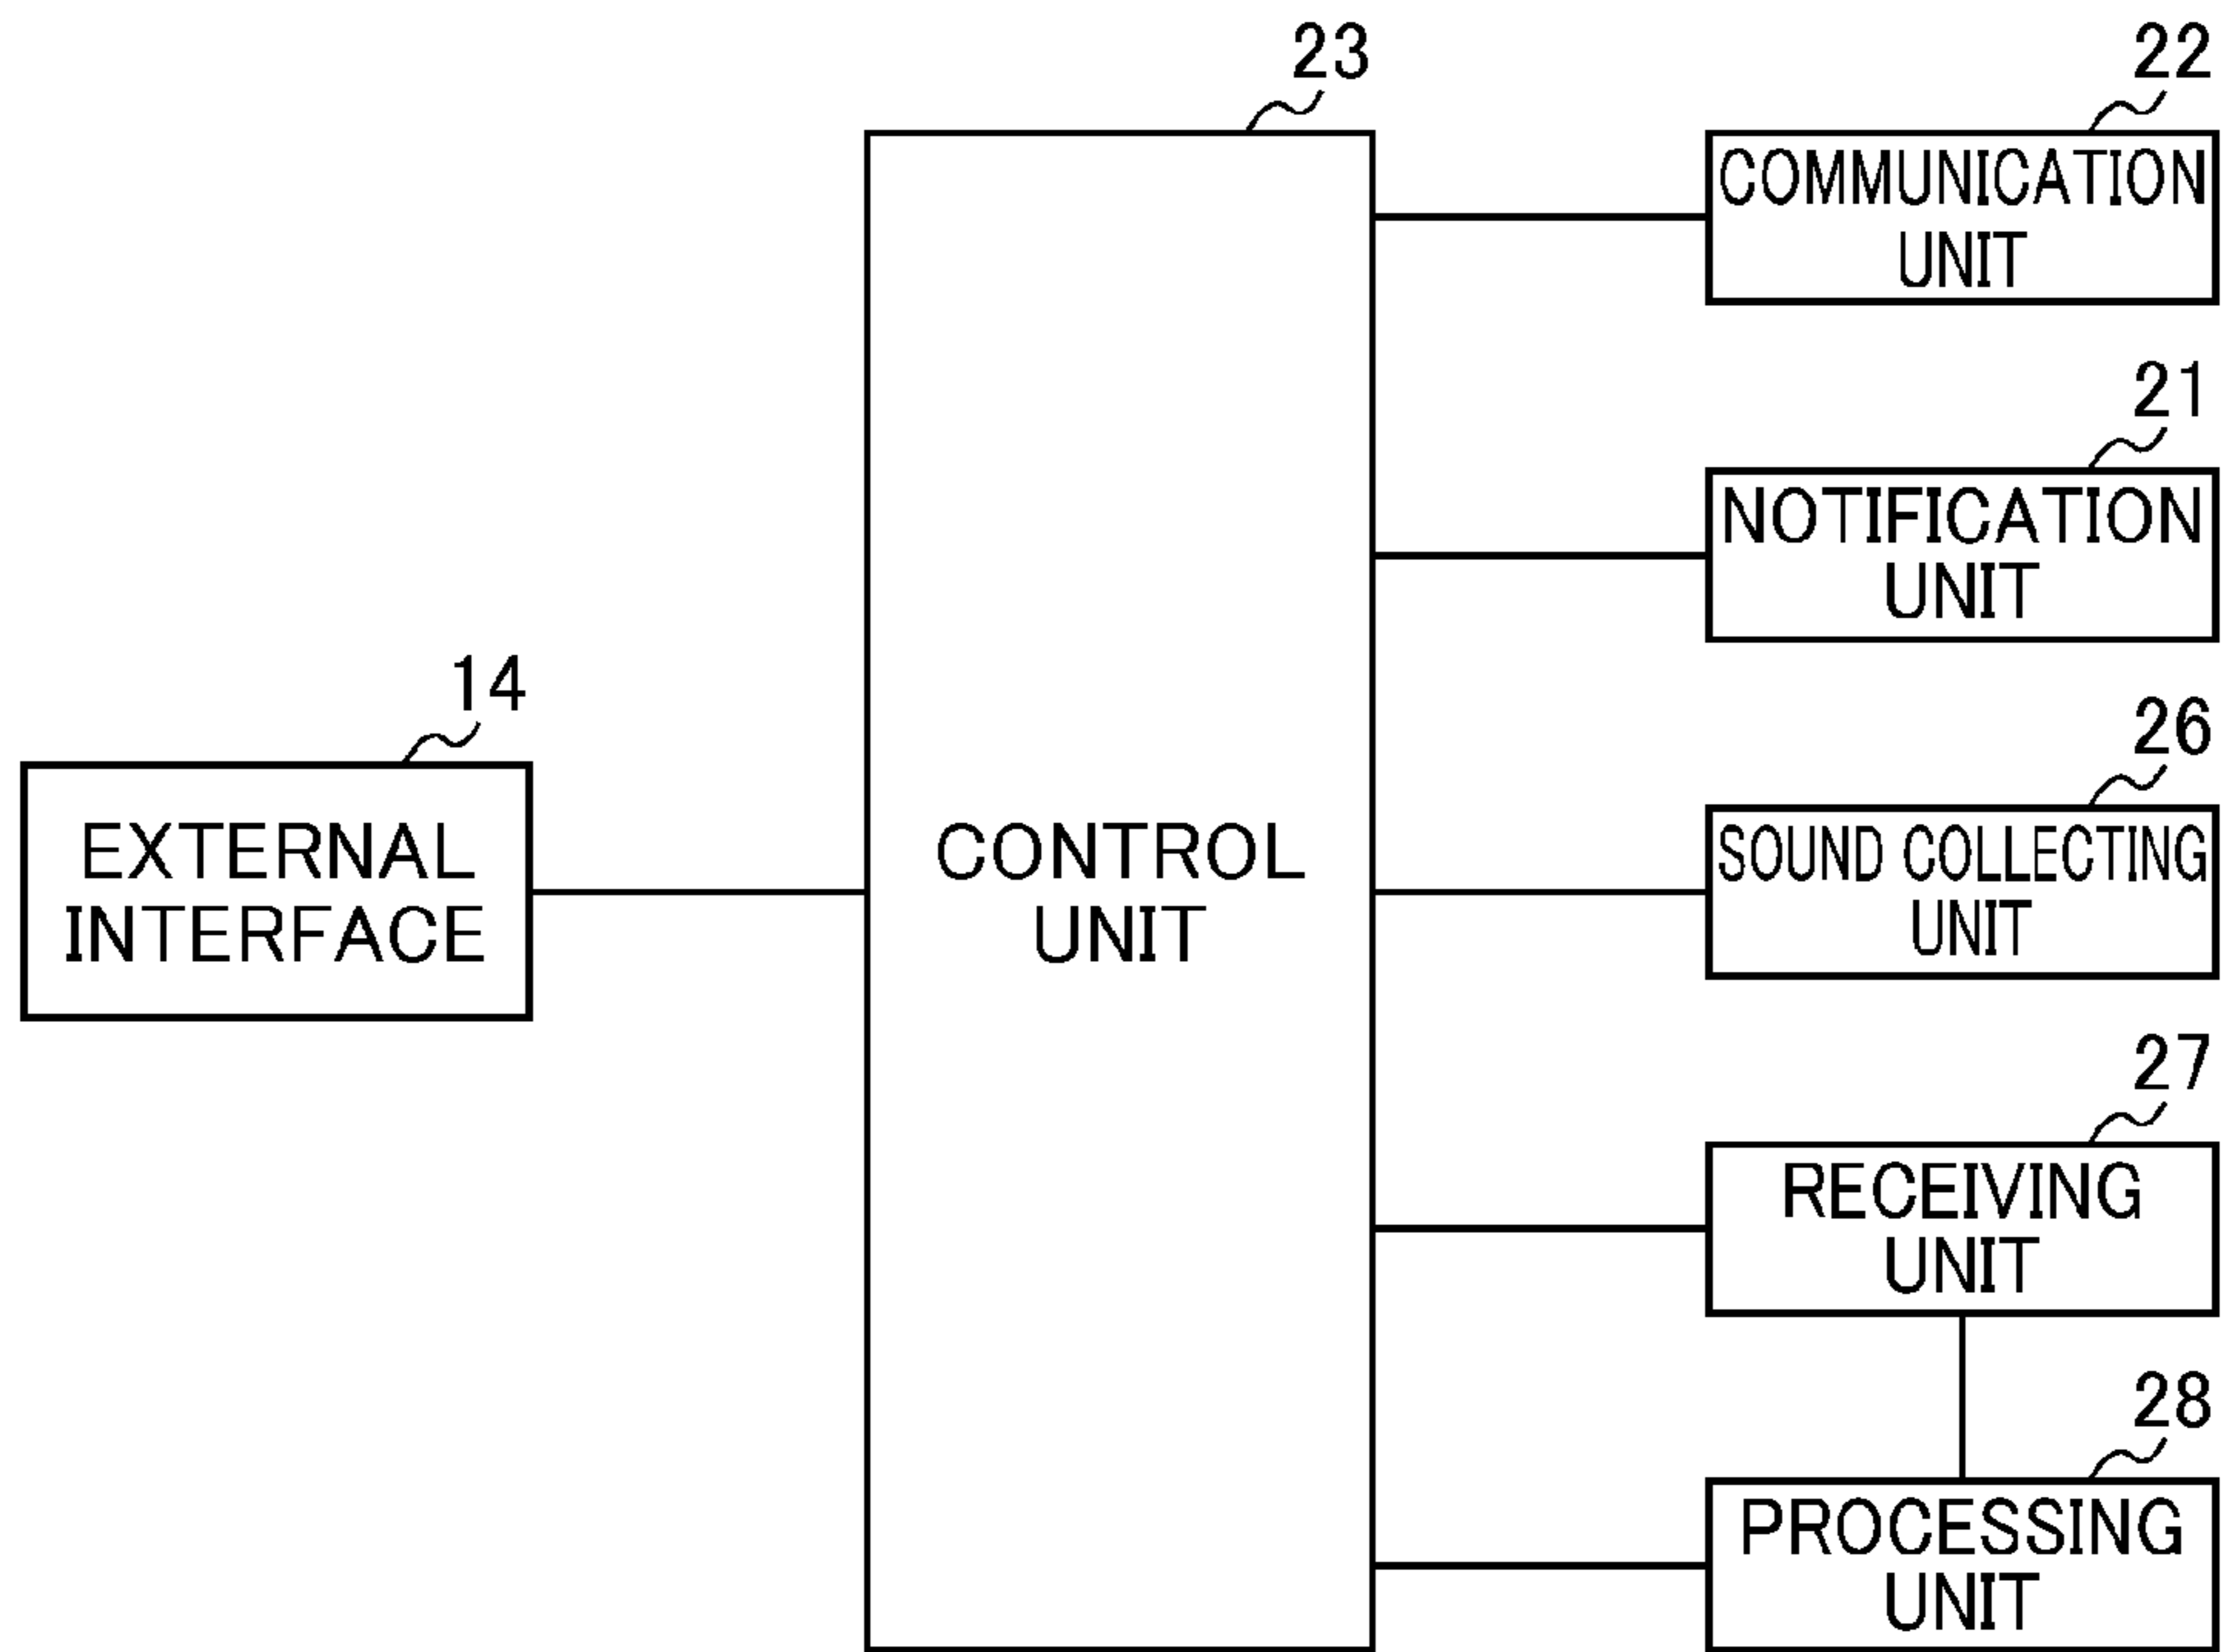 23
22
COMMUNICATION
UNIT
21
NOTIFICATION
UNIT
14
EXTERNAL
INTERFACE
CONTROL
UNIT
26
SOUND COLLECTING
UNIT
27
RECEIVING
UNIT
28
PROCESSING
UNIT